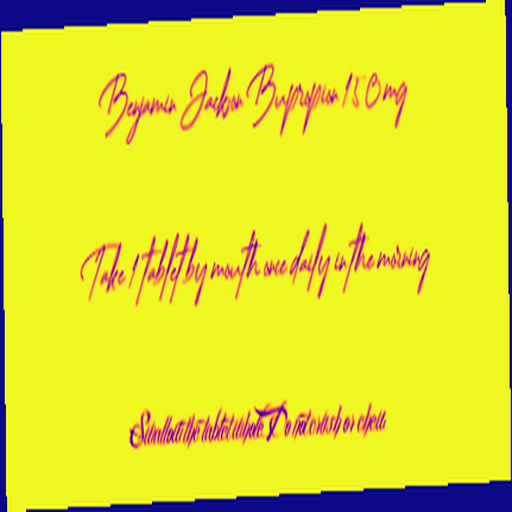 Benjamin Jackson Bupropion 150mg
Take 1 tablet by mouth once daily in the morning
Swallow the tablet whole. Do not crush or chew